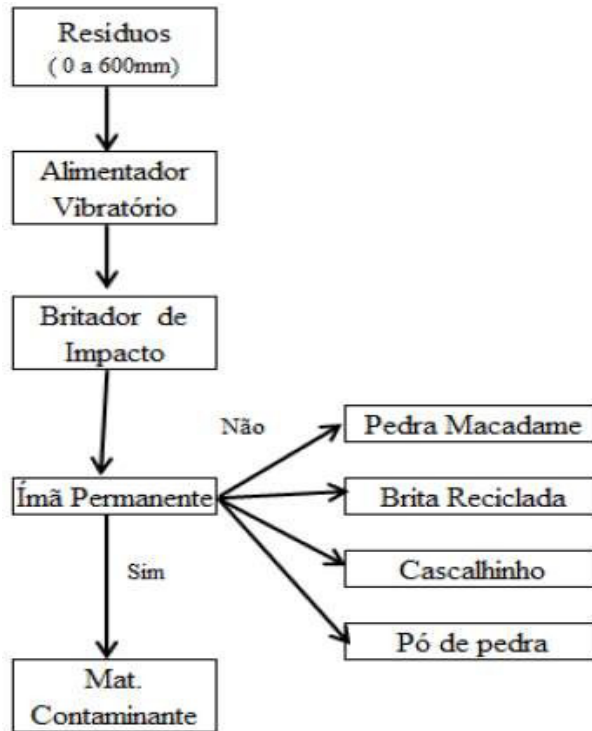 Resíduos
( 0 a 600mm)
Alimentador
Vibratório
Britador de
Impacto
Não
Pedra Macadame
Ímã Permanente
Brita Reciclada
Sim
Cascalhinho
Pó de pedra
Mat.
Contaminante